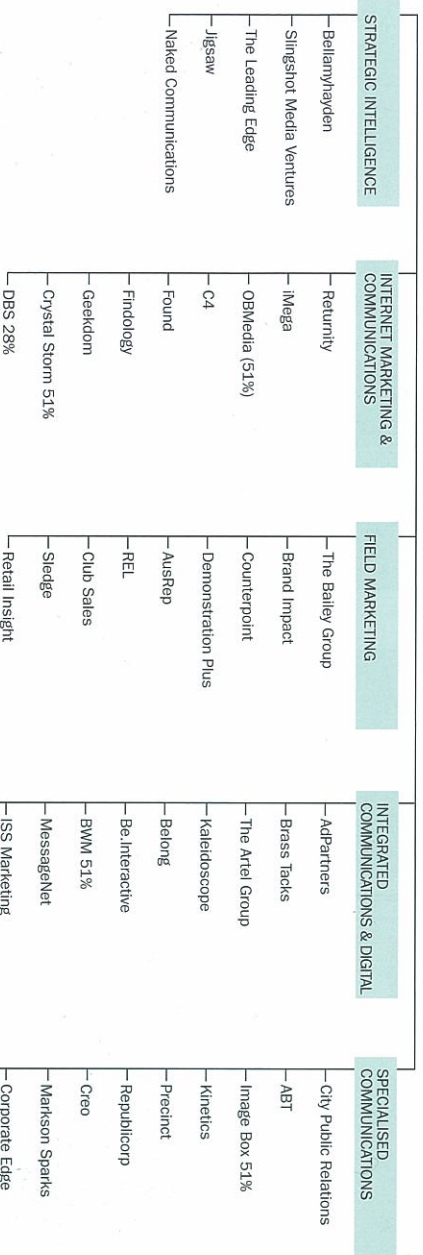 STRATEGIC INTELLIGENCE
Bellamyhayden
Slingshot Media Ventures
The Leading Edge
Jigsaw
Naked Communications
INTERNET MARKETING &
COMMUNICATIONS
Returnity
iMega
OBMedia (51%)
C4
Found
Findology
Geekdom
Crystal Storm 51%
DBS 28%
FIELD MARKETING
The Bailey Group
Brand Impact
Counterpoint
Demonstration Plus
AusRep
REL
Club Sales
Sledge
Retail Insight
INTEGRATED
COMMUNICATIONS & DIGITAL
AdPartners
Brass Tacks
The Artel Group
Kaleidoscope
Belong
Be.Interactive
BWM 51%
MessageNet
ISS Marketing
SPECIALISED
COMMUNICATIONS
City Public Relations
ABT
Image Box 51%
Kinetics
Precinct
Republicorp
Creo
Markson Sparks
Corporate Edge